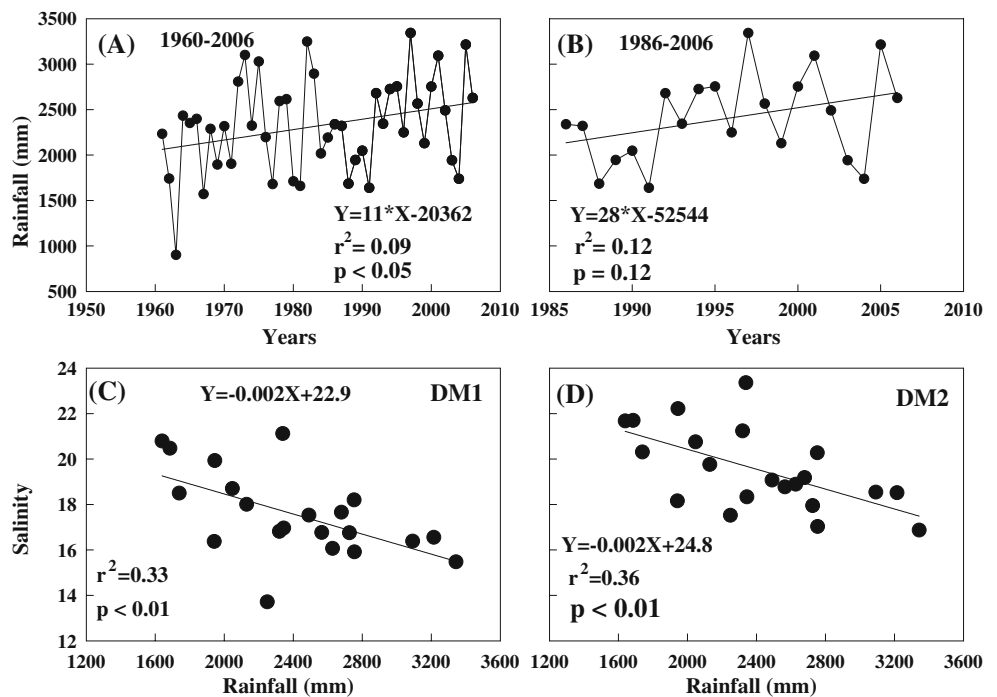 (A) 1960-2006
3500
3000
2500
2000
1500
1000
500
Rainfall (mm)
Y=11*X-20362
r2= 0.09
p < 0.05
1950 1960 1970 1980 1990 2000 2010
Years
(B) 1986-2006
Y=28*X-52544
r2= 0.12
p = 0.12
1985 1990 1995 2000 2005 2010
Years
(C) Y=-0.002X+22.9 DM1
24
22
20
18
16
14
12
Salinity
r2=0.33
p < 0.01
1200 1600 2000 2400 2800 3200 3600
Rainfall (mm)
(D) DM2
Y=-0.002X+24.8
r2=0.36
p < 0.01
1200 1600 2000 2400 2800 3200 3600
Rainfall (mm)